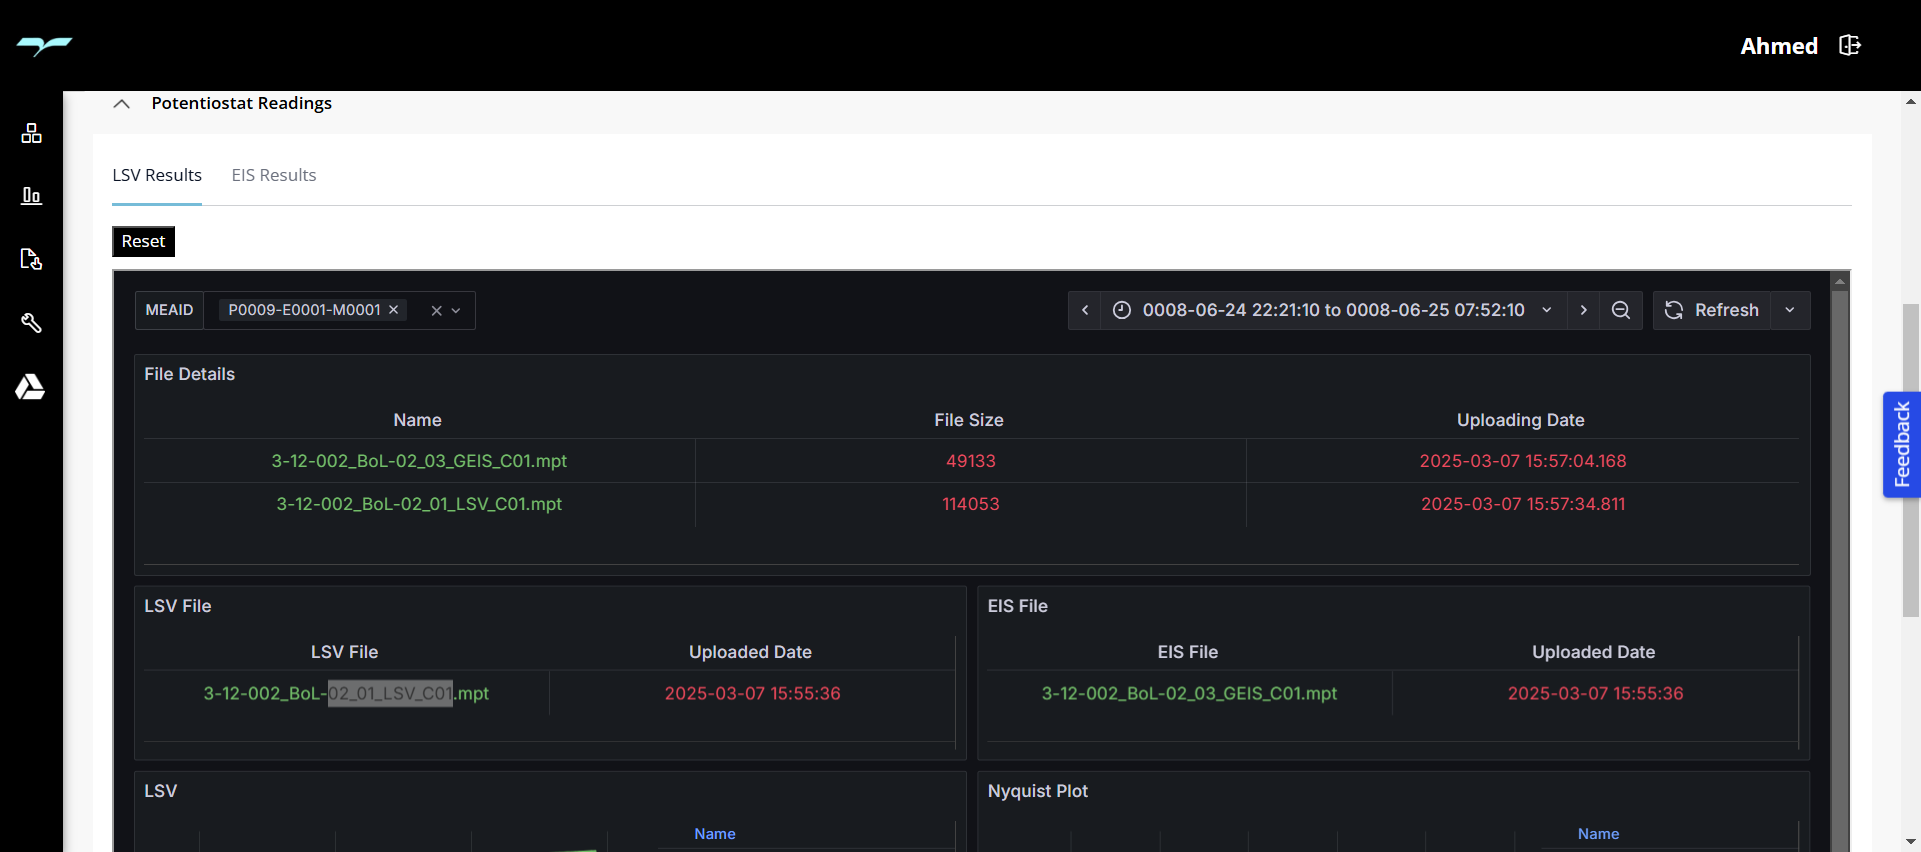 Ahmed
Potentiostat Readings
LSV Results EIS Results
Reset
MEAID P0009-E0001-M0001 0008-06-24 22:21:10 to 0008-06-25 07:52:10 Refresh
File Details
Name File Size Uploading Date
3-12-002_BoL-02_03_GEIS_C01.mpt 49133 2025-03-07 15:57:04.168
3-12-002_BoL-02_01_LSV_C01.mpt 114053 2025-03-07 15:57:34.811
Feedback
LSV File EIS File
LSV File Uploaded Date EIS File Uploaded Date
3-12-002_BoL-02_01_LSV_C01.mpt 2025-03-07 15:55:36 3-12-002_BoL-02_03_GEIS_C01.mpt 2025-03-07 15:55:36
LSV Nyquist Plot
Name Name